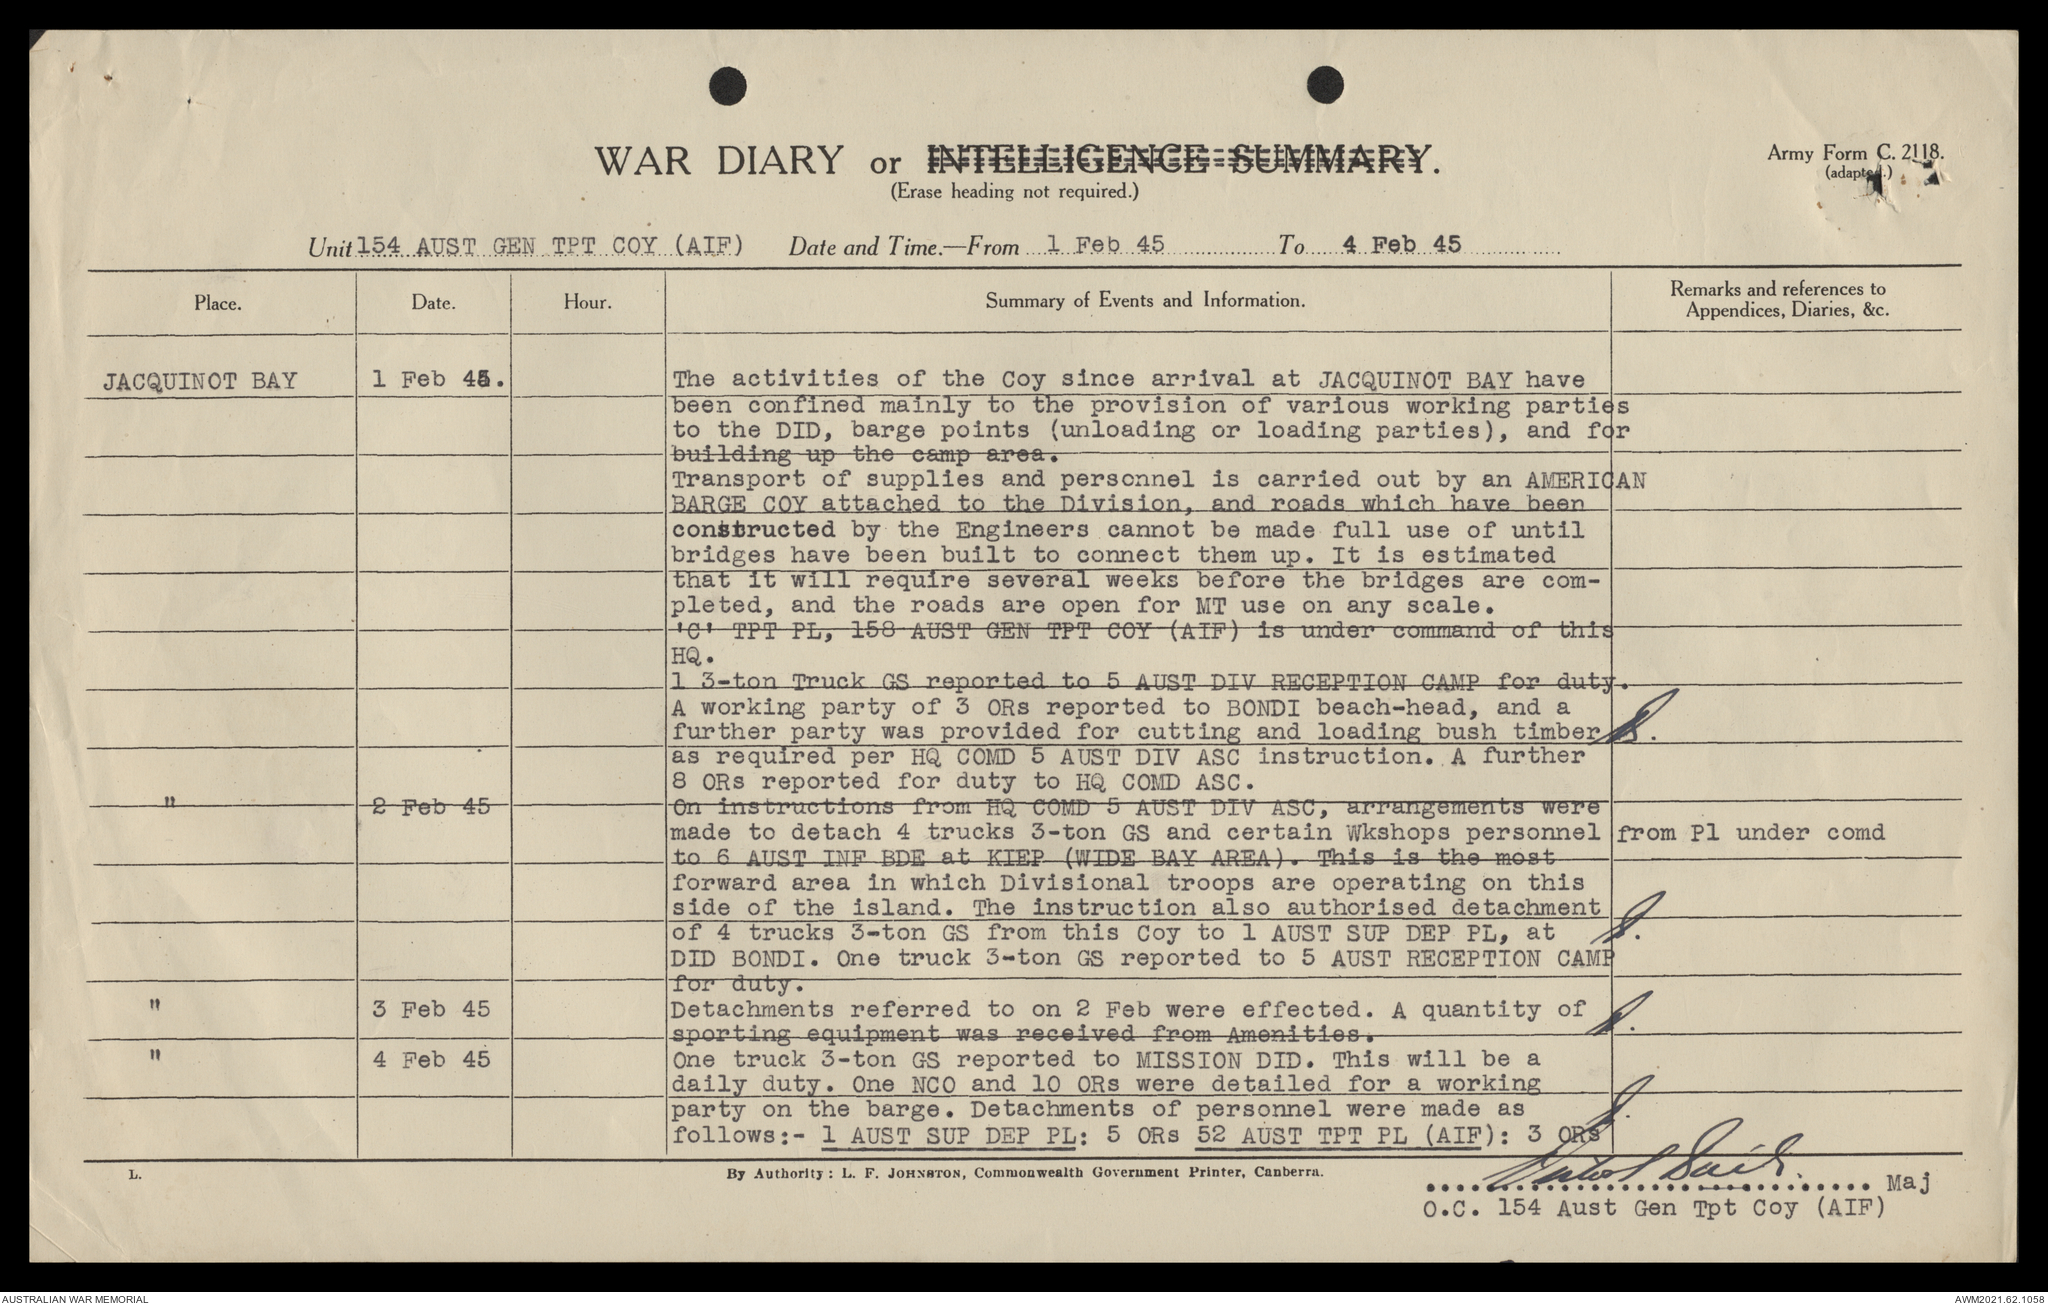 WAR DIARY or INTELLIGENCE SUMMARY.
(Erase heading not required.)
Army Form C. 2118.
(adapted.)
Unit 154 AUST GEN TPT COY (AIF) Date and Time.—From 1 Feb 45 To 4 Feb 45
Place. Date. Hour. Summary of Events and Information. Remarks and references to
Appendices, Diaries, &c.
JACQUINOT BAY 1 Feb 45. The activities of the Coy since arrival at JACQUINOT BAY have
been confined mainly to the provision of various working parties
to the DID, barge points (unloading or loading parties), and for
building up the camp area.
Transport of supplies and personnel is carried out by an AMERICAN
BARGE COY attached to the Division, and roads which have been
constructed by the Engineers cannot be made full use of until
bridges have been built to connect them up. It is estimated
that it will require several weeks before the bridges are com-
pleted, and the roads are open for MT use on any scale.
'C' TPT PL, 158 AUST GEN TPT COY (AIF) is under command of this
HQ.
1 3-ton Truck GS reported to 5 AUST DIV RECEPTION CAMP for duty.
A working party of 3 ORs reported to BONDI beach-head, and a
further party was provided for cutting and loading bush timber
as required per HQ COMD 5 AUST DIV ASC instruction. A further
8 ORs reported for duty to HQ COMD ASC.
" 2 Feb 45 On instructions from HQ COMD 5 AUST DIV ASC, arrangements were
made to detach 4 trucks 3-ton GS and certain Wkshops personnel from Pl under comd
to 6 AUST INF BDE at KIEP (WIDE BAY AREA). This is the most
forward area in which Divisional troops are operating on this
side of the island. The instruction also authorised detachment
of 4 trucks 3-ton GS from this Coy to 1 AUST SUP DEP PL, at
DID BONDI. One truck 3-ton GS reported to 5 AUST RECEPTION CAMP
for duty.
" 3 Feb 45 Detachments referred to on 2 Feb were effected. A quantity of
sporting equipment was received from Amenities.
" 4 Feb 45 One truck 3-ton GS reported to MISSION DID. This will be a
daily duty. One NCO and 10 ORs were detailed for a working
party on the barge. Detachments of personnel were made as
follows:- 1 AUST SUP DEP PL: 5 ORs 52 AUST TPT PL (AIF): 3 ORs
L. By Authority: L. F. JOHNSTON, Commonwealth Government Printer, Canberra.
Maj
O.C. 154 Aust Gen Tpt Coy (AIF)
AUSTRALIAN WAR MEMORIAL AWM2021.62.1058